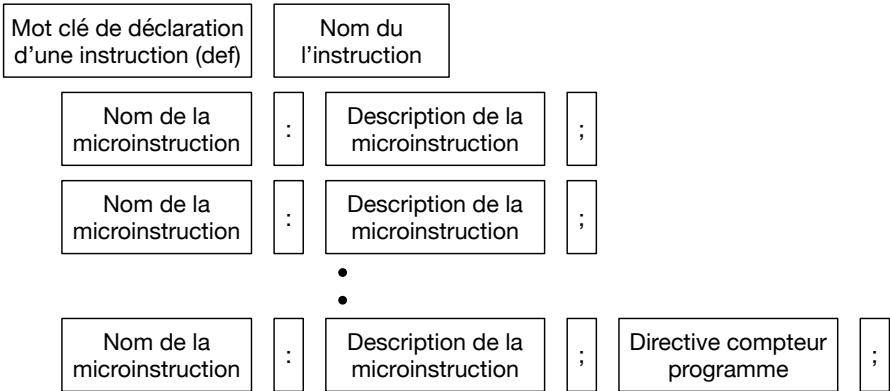 Mot clé de déclaration
d'une instruction (def)
Nom du
l'instruction
Nom de la
microinstruction
:
Description de la
microinstruction
;
Nom de la
microinstruction
:
Description de la
microinstruction
;
Nom de la
microinstruction
:
Description de la
microinstruction
;
Directive compteur
programme
;